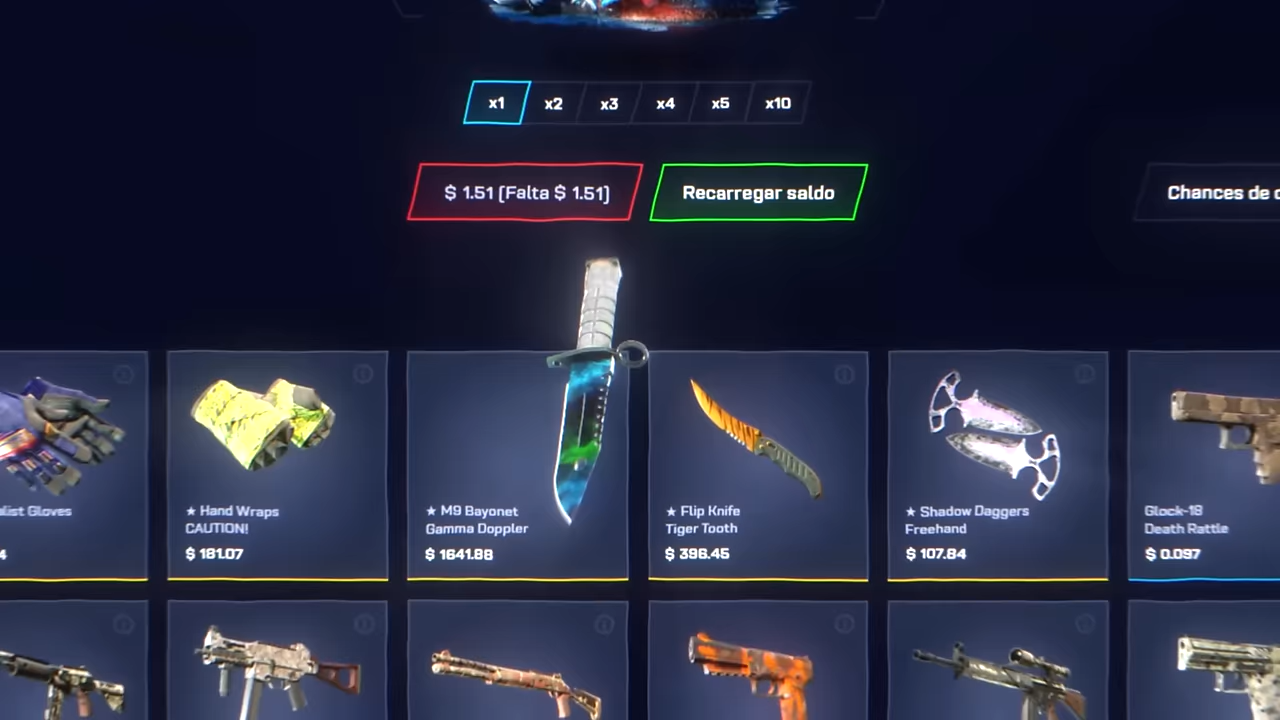 x1 x2 x3 x4 x5 x10
$ 1.51 (Falta $ 1.51) Recarregar saldo Chances de
alist Gloves ★ Hand Wraps ★ M9 Bayonet ★ Flip Knife ★ Shadow Daggers Glock-18
CAUTION! Gamma Doppler Tiger Tooth Freehand Death Rattle
4 $ 181.07 $ 1641.88 $ 396.45 $ 107.84 $ 0.097